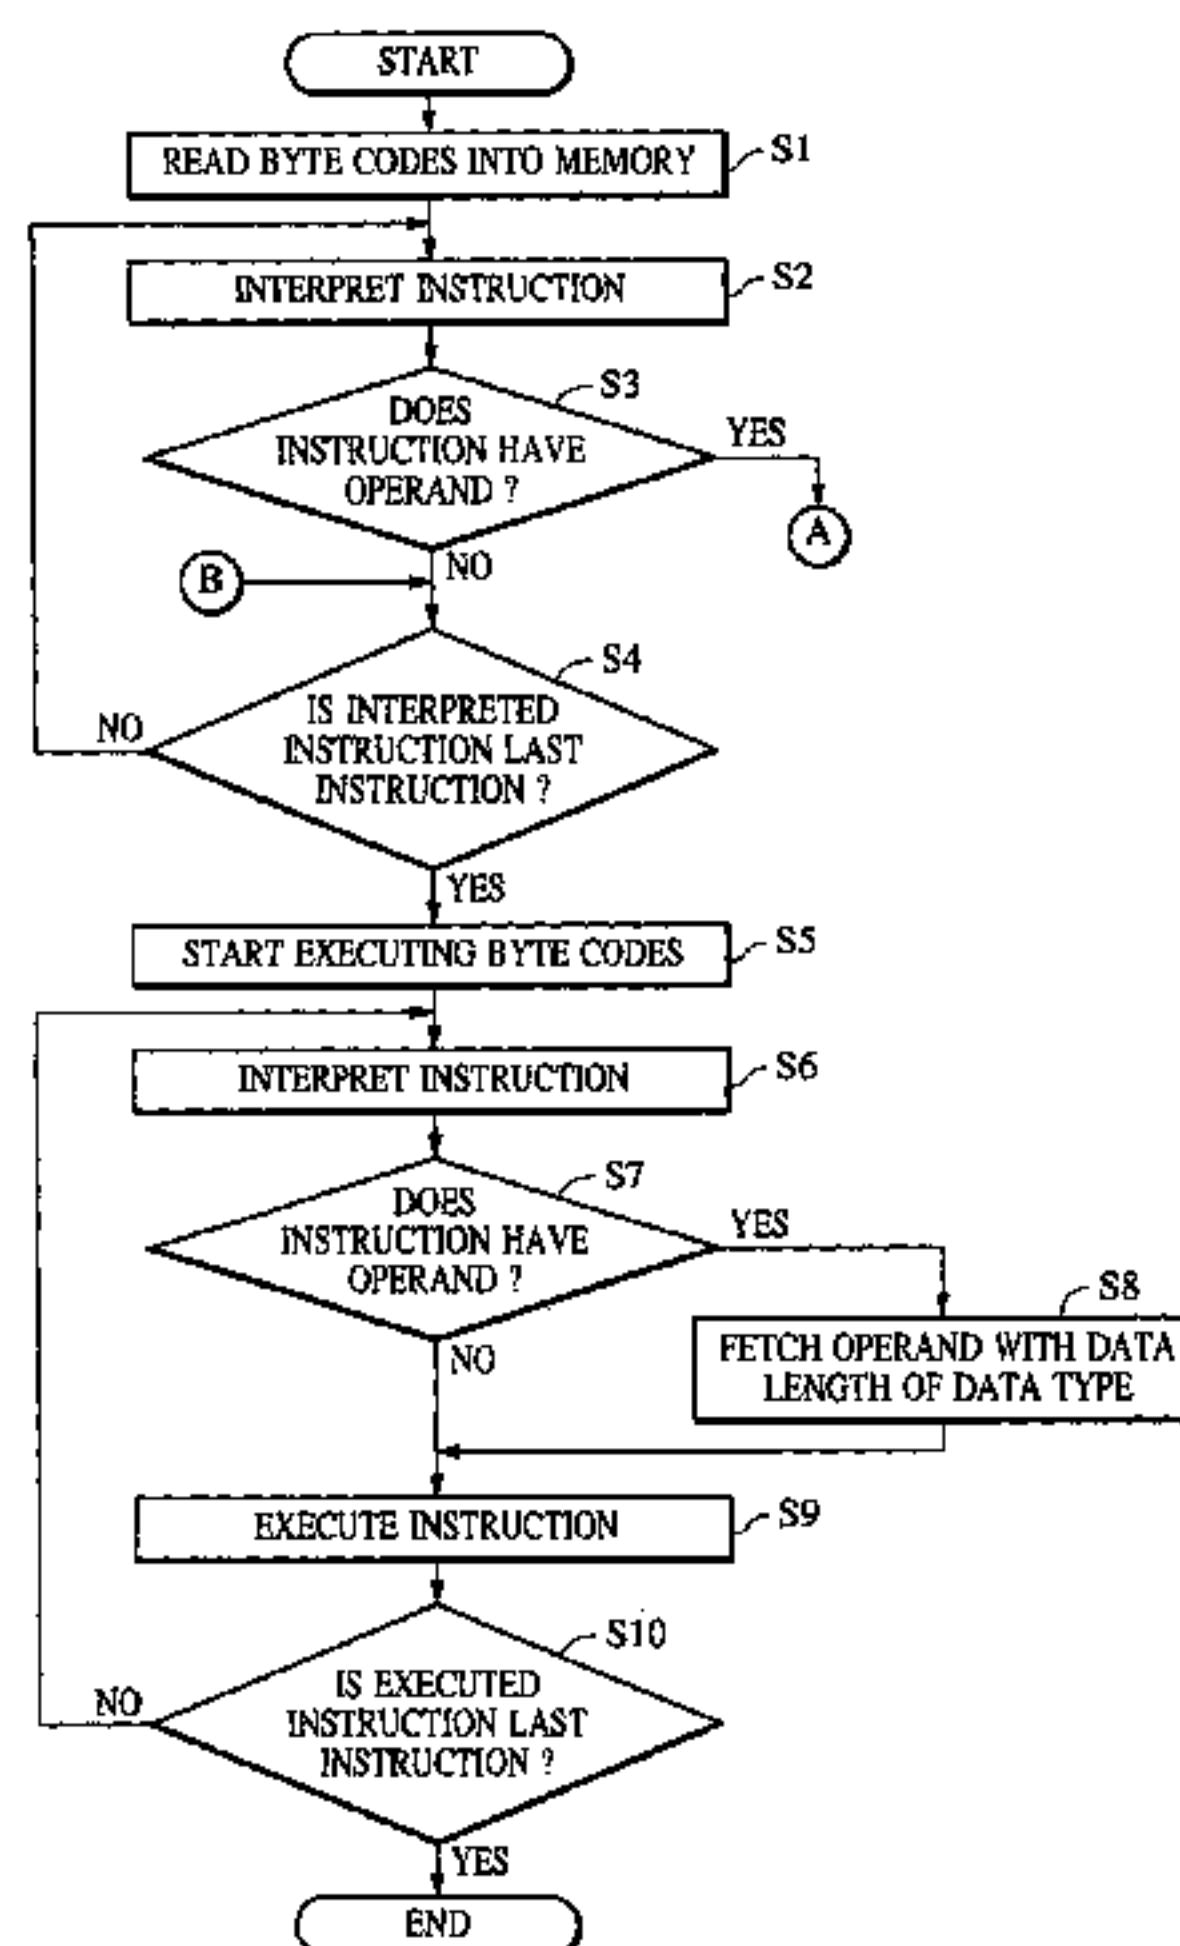 START
READ BYTE CODES INTO MEMORY
S1
INTERPRET INSTRUCTION
S2
S3
DOES
INSTRUCTION HAVE
OPERAND ?
YES
A
NO
B
S4
IS INTERPRETED
INSTRUCTION LAST
INSTRUCTION ?
NO
YES
START EXECUTING BYTE CODES
S5
INTERPRET INSTRUCTION
S6
S7
DOES
INSTRUCTION HAVE
OPERAND ?
YES
S8
FETCH OPERAND WITH DATA
LENGTH OF DATA TYPE
NO
EXECUTE INSTRUCTION
S9
S10
IS EXECUTED
INSTRUCTION LAST
INSTRUCTION ?
NO
YES
END